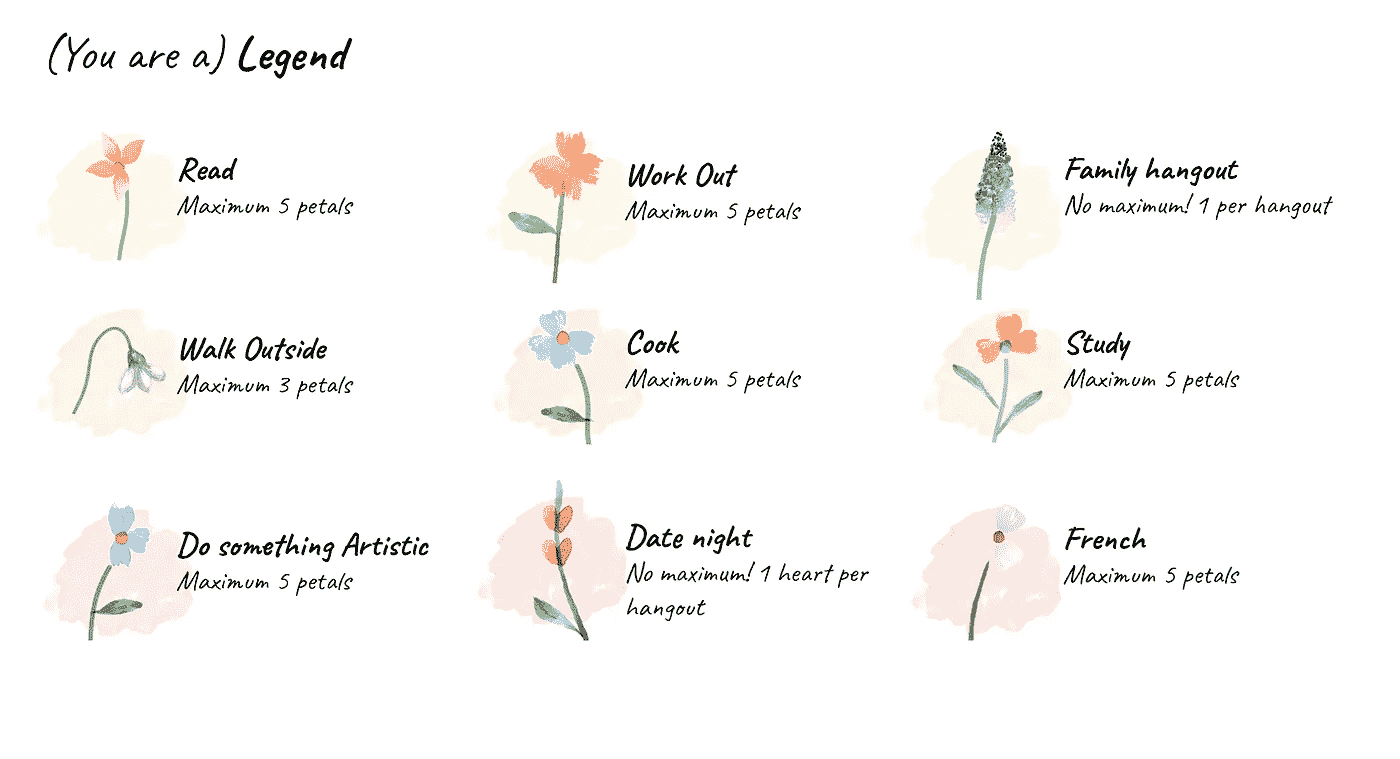 (You are a) Legend
Read
Maximum 5 petals
Work Out
Maximum 5 petals
Family hangout
No maximum! 1 per hangout
Walk Outside
Maximum 3 petals
Cook
Maximum 5 petals
Study
Maximum 5 petals
Do something Artistic
Maximum 5 petals
Date night
No maximum! 1 heart per
hangout
French
Maximum 5 petals